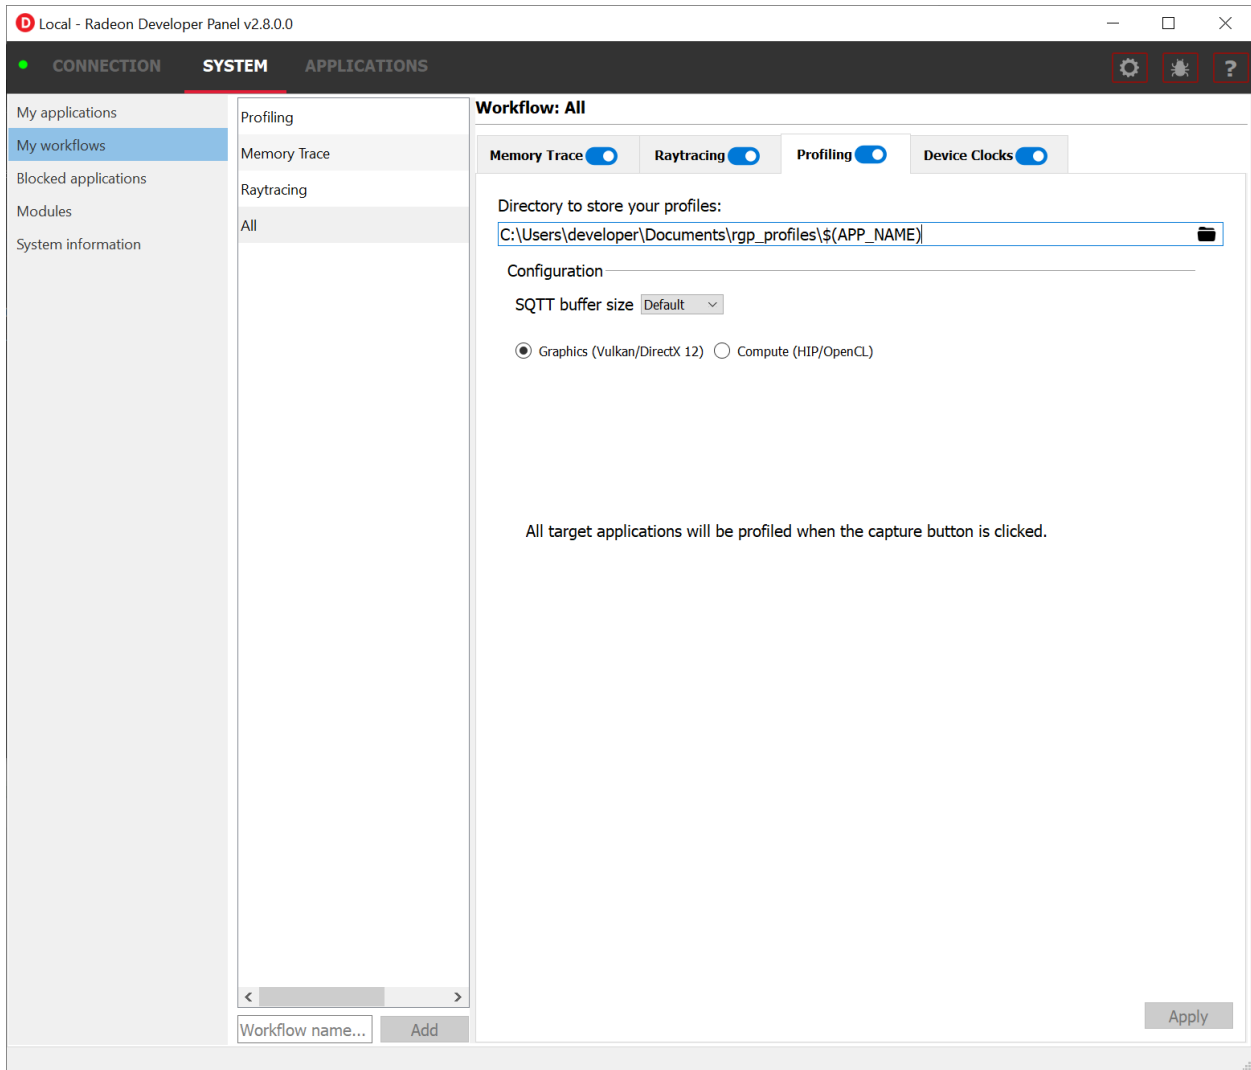 D Local - Radeon Developer Panel v2.8.0.0
CONNECTION SYSTEM APPLICATIONS ?
My applications
My workflows
Blocked applications
Modules
System information
Profiling
Memory Trace
Raytracing
All
Workflow name... Add
Workflow: All
Memory Trace Raytracing Profiling Device Clocks
Directory to store your profiles:
C:\Users\developer\Documents\rgp_profiles\$(APP_NAME)
Configuration
SQTT buffer size Default
Graphics (Vulkan/DirectX 12) Compute (HIP/OpenCL)
All target applications will be profiled when the capture button is clicked.
Apply